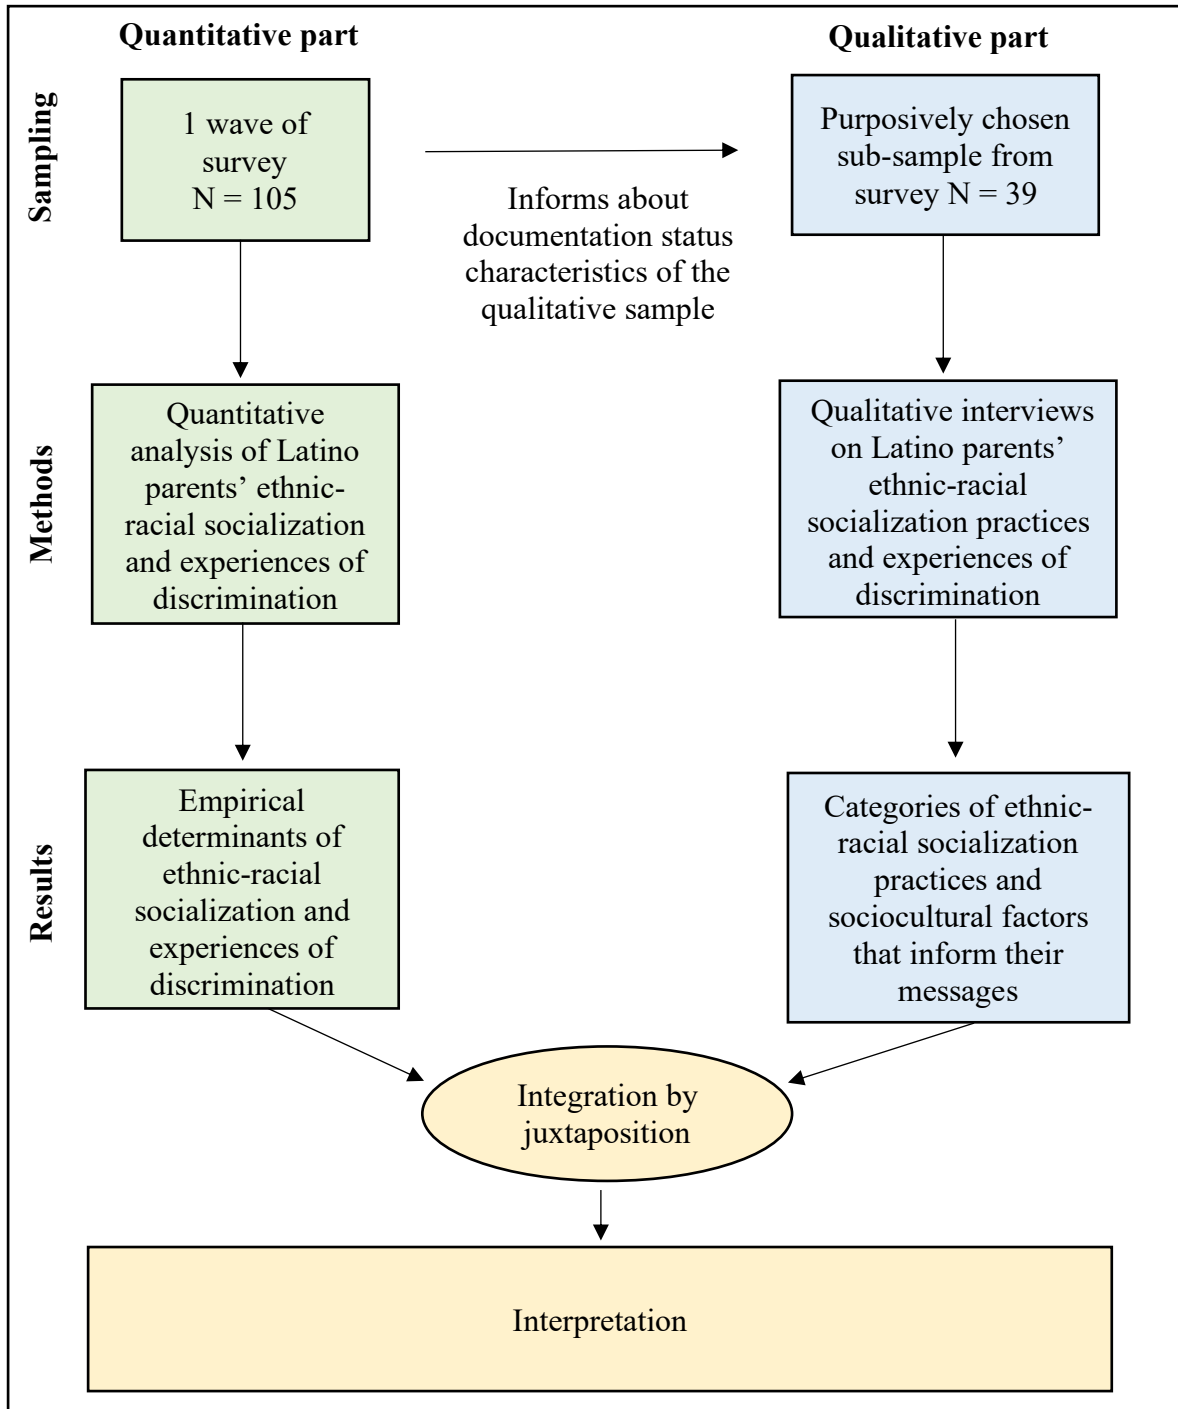 Quantitative part
Qualitative part
Sampling
1 wave of
survey
N = 105
Informs about
documentation status
characteristics of the
qualitative sample
Purposively chosen
sub-sample from
survey N = 39
Methods
Quantitative
analysis of Latino
parents’ ethnic-
racial socialization
and experiences of
discrimination
Qualitative interviews
on Latino parents’
ethnic-racial
socialization practices
and experiences of
discrimination
Results
Empirical
determinants of
ethnic-racial
socialization and
experiences of
discrimination
Categories of ethnic-
racial socialization
practices and
sociocultural factors
that inform their
messages
Integration by
juxtaposition
Interpretation